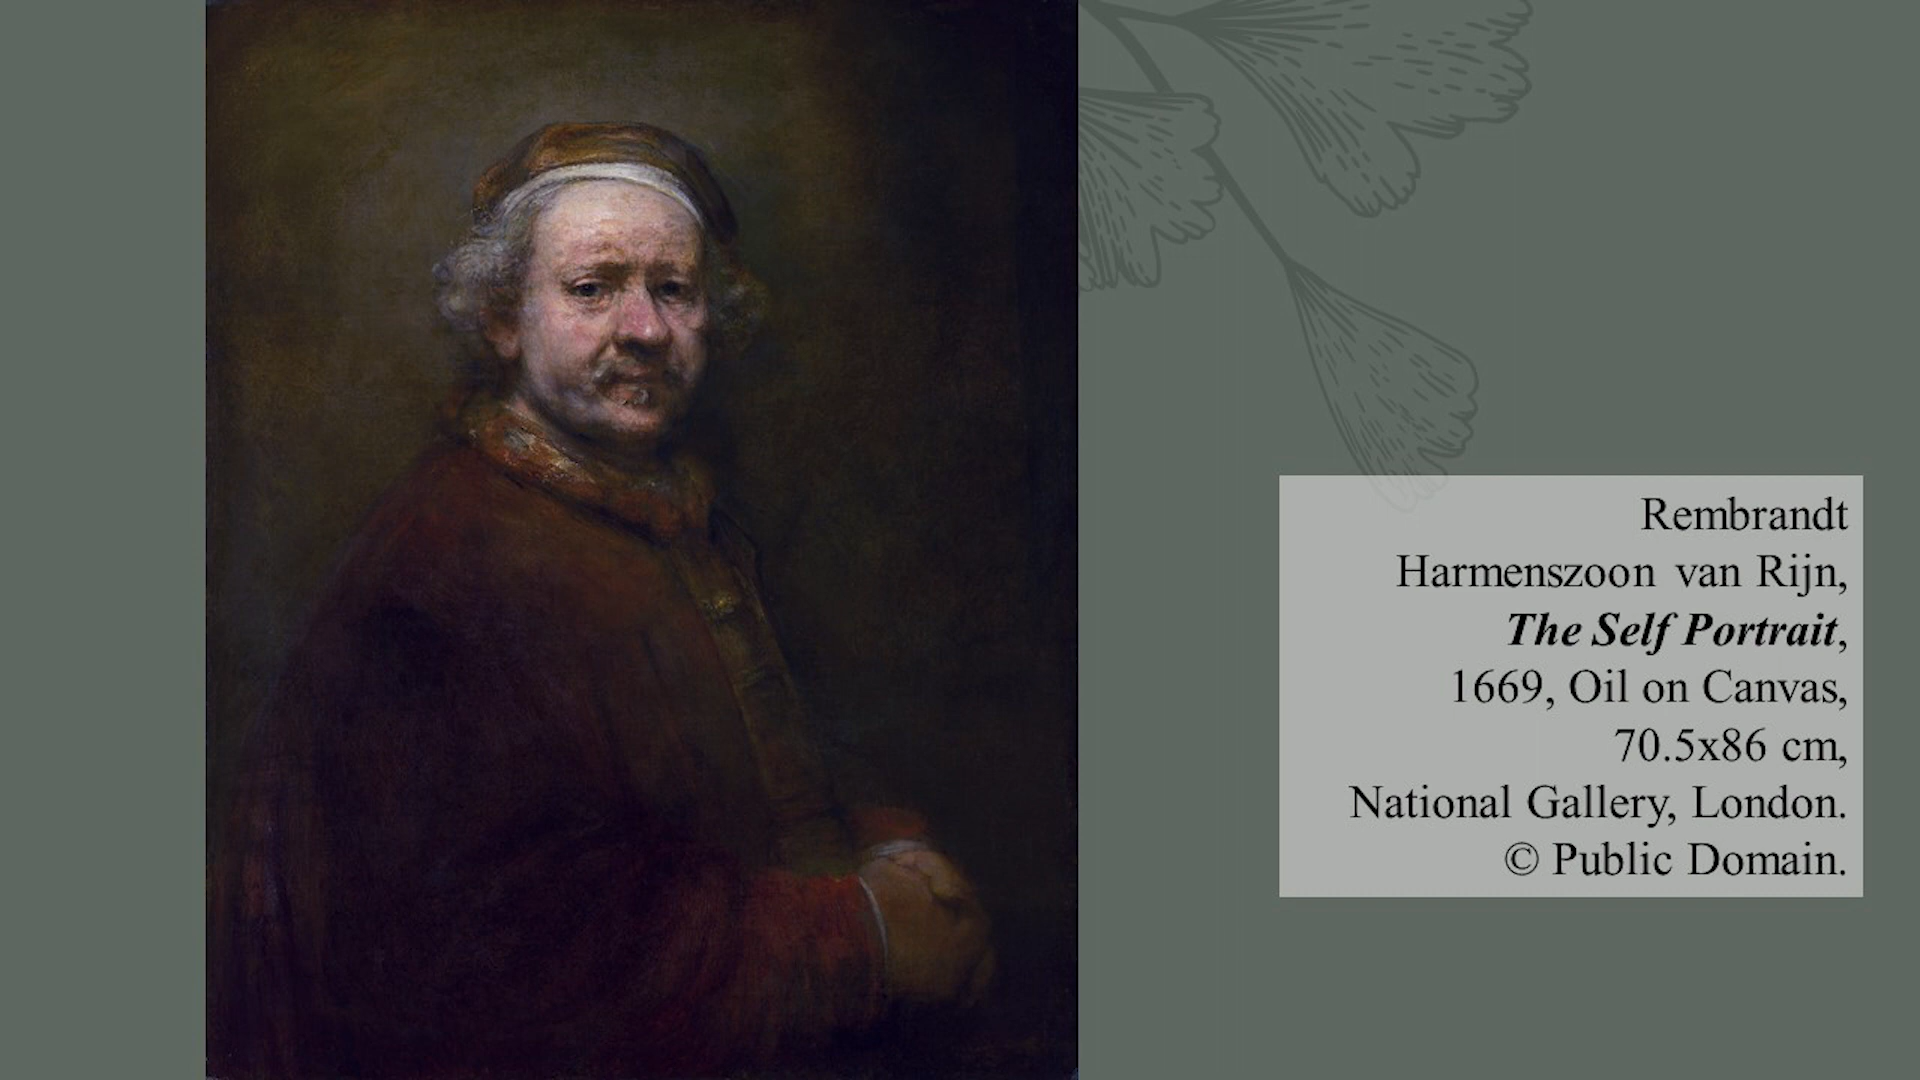 Rembrandt
Harmenszoon van Rijn,
The Self Portrait,
1669, Oil on Canvas,
70.5x86 cm,
National Gallery, London.
© Public Domain.